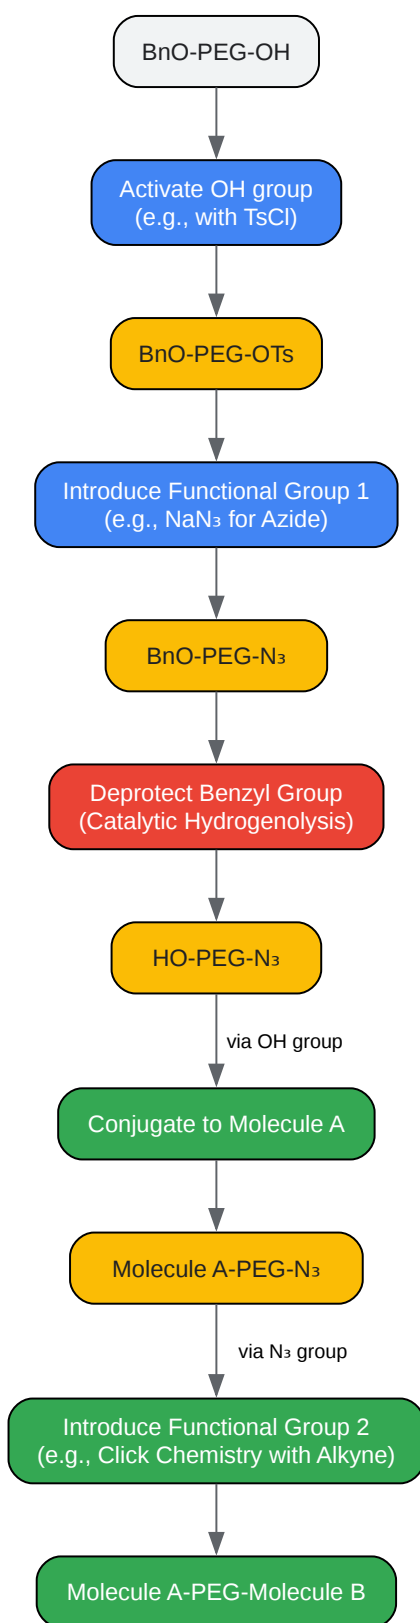 BnO-PEG-OH
Activate OH group
(e.g., with TsCl)
BnO-PEG-OTs
Introduce Functional Group 1
(e.g., NaN₃ for Azide)
BnO-PEG-N₃
Deprotect Benzyl Group
(Catalytic Hydrogenolysis)
HO-PEG-N₃
via OH group
Conjugate to Molecule A
Molecule A-PEG-N₃
via N₃ group
Introduce Functional Group 2
(e.g., Click Chemistry with Alkyne)
Molecule A-PEG-Molecule B